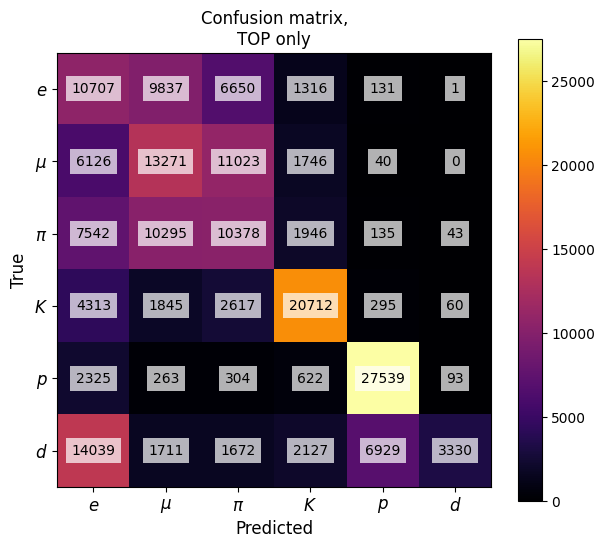 Confusion matrix,
TOP only
True
e 10707 9837 6650 1316 131 1
μ 6126 13271 11023 1746 40 0
π 7542 10295 10378 1946 135 43
K 4313 1845 2617 20712 295 60
p 2325 263 304 622 27539 93
d 14039 1711 1672 2127 6929 3330
e μ π K p d
Predicted
25000
20000
15000
10000
5000
0